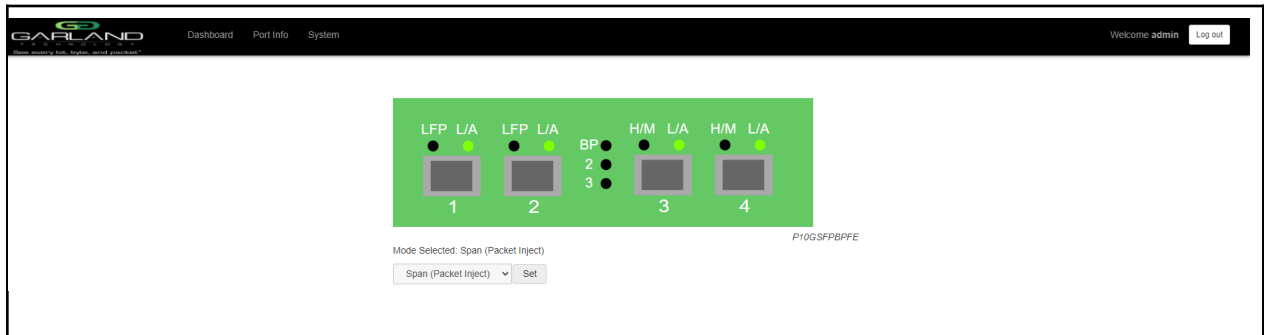 GARLAND
TECHNOLOGY
See every bit, byte, and packet®
Dashboard Port Info System
Welcome admin Log out
LFP L/A LFP L/A H/M L/A H/M L/A
BP
2
3
1 2 3 4
P10GSFPBPFE
Mode Selected: Span (Packet Inject)
Span (Packet Inject) Set